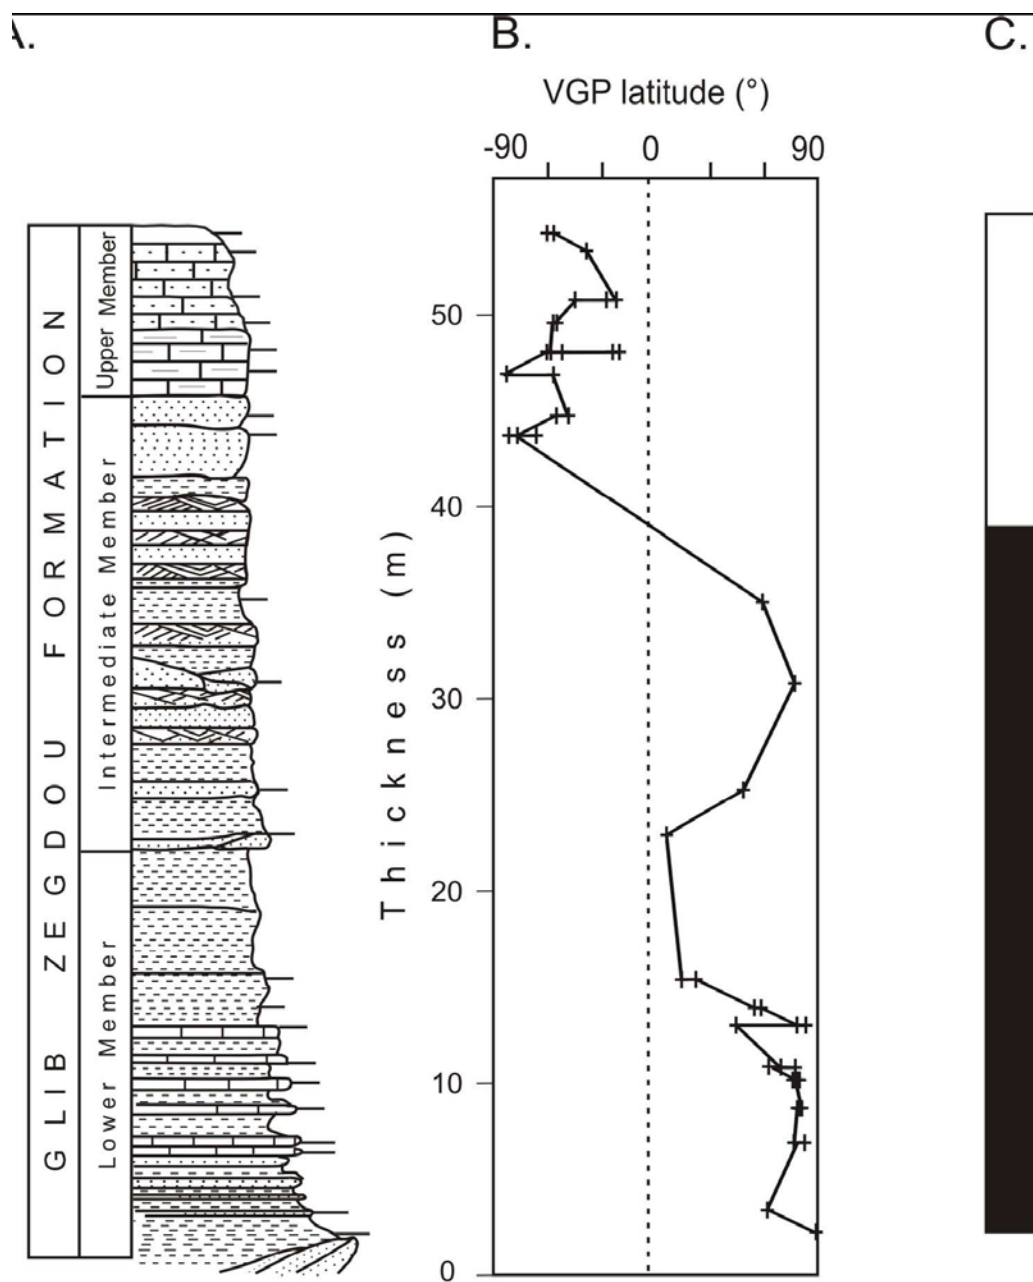 A.
B.
C.
VGP latitude (°)
-90 0 90
GLIB ZEGDOU FORMATION
Upper Member
Intermediate Member
Lower Member
Thickness (m)
50
40
30
20
10
0